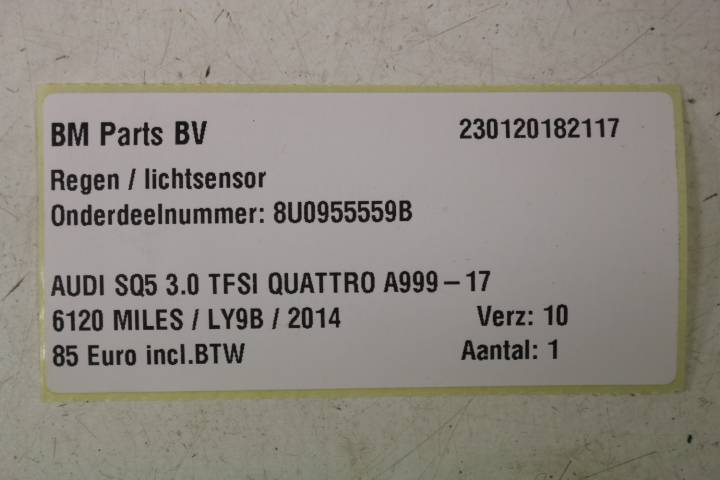 BM Parts BV 230120182117
Regen / lichtsensor
Onderdeelnummer: 8U0955559B
AUDI SQ5 3.0 TFSI QUATTRO A999-17
6120 MILES / LY9B / 2014 Verz: 10
85 Euro incl.BTW Aantal: 1